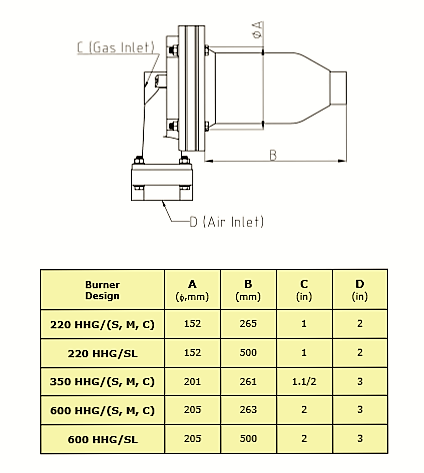 C (Gas Inlet)
φA
B
D (Air Inlet)
Burner Design A (ϕ,mm) B (mm) C (in) D (in)
220 HHG/(S, M, C) 152 265 1 2
220 HHG/SL 152 500 1 2
350 HHG/(S, M, C) 201 261 1.1/2 3
600 HHG/(S, M, C) 205 263 2 3
600 HHG/SL 205 500 2 3